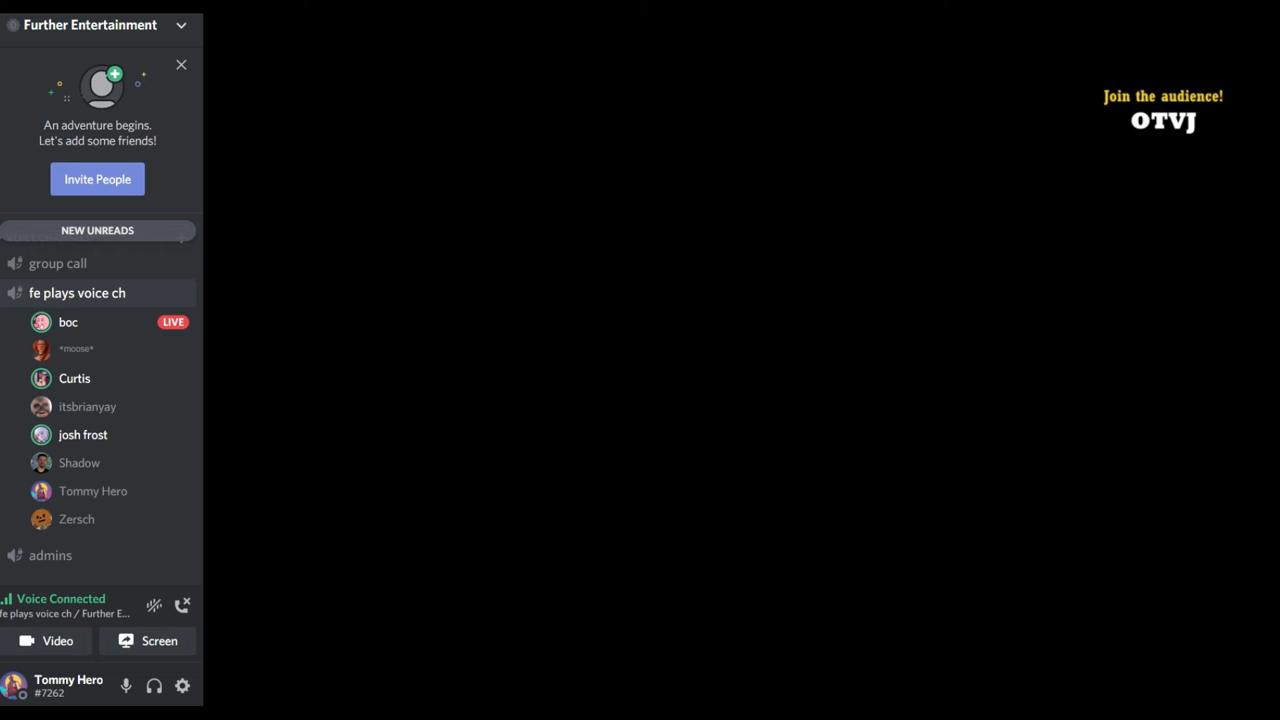 Further Entertainment
An adventure begins.
Let's add some friends!
Invite People
NEW UNREADS
group call
fe plays voice ch
boc LIVE
*moose*
Curtis
itsbrianyay
josh frost
Shadow
Tommy Hero
Zersch
admins
Voice Connected
fe plays voice ch / Further E...
Video Screen
Tommy Hero
#7262
Join the audience!
OTVJ